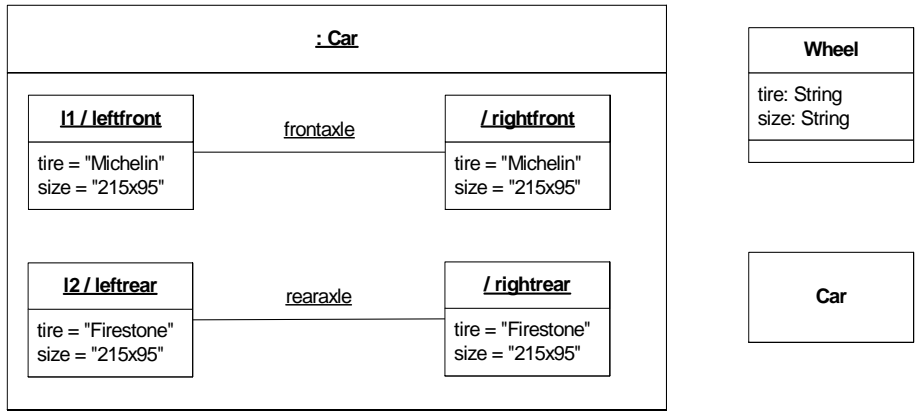 : Car
l1 / leftfront
tire = "Michelin"
size = "215x95"
frontaxle
/ rightfront
tire = "Michelin"
size = "215x95"
l2 / leftrear
tire = "Firestone"
size = "215x95"
rearaxle
/ rightrear
tire = "Firestone"
size = "215x95"
Wheel
tire: String
size: String
Car